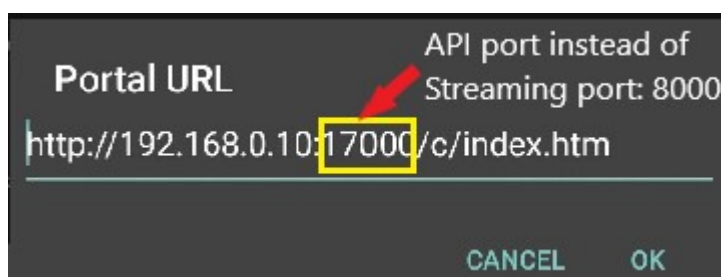 API port instead of
Streaming port: 8000
Portal URL
http://192.168.0.10:17000/c/index.htm
CANCEL OK